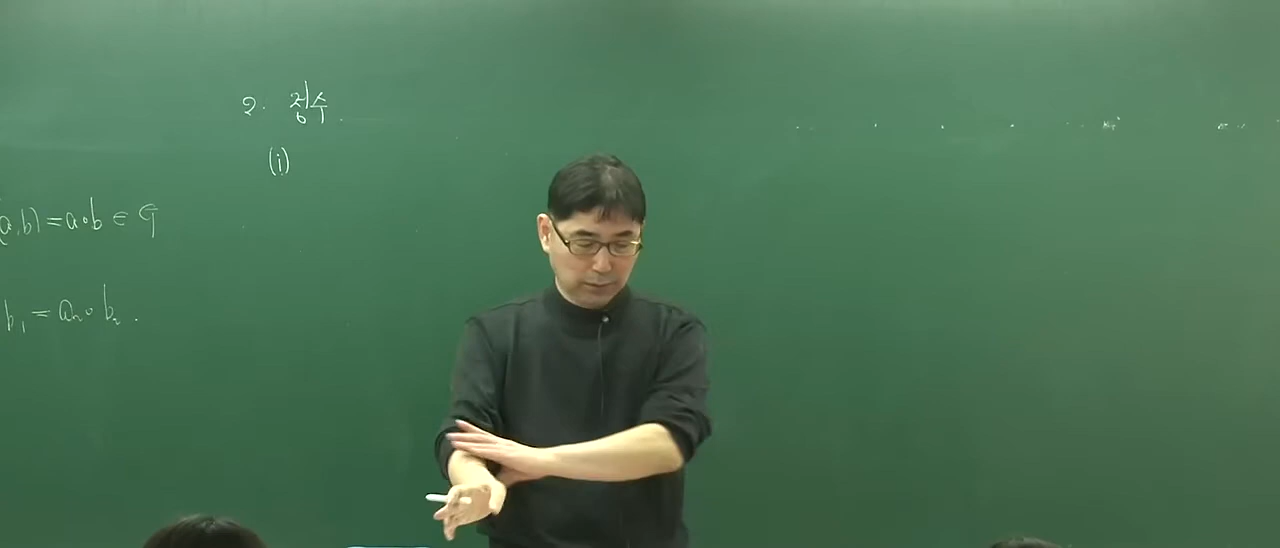 2. 정수.
(i)
a,b) = a∘b ∈ G
b₁ = a₂∘b₂.